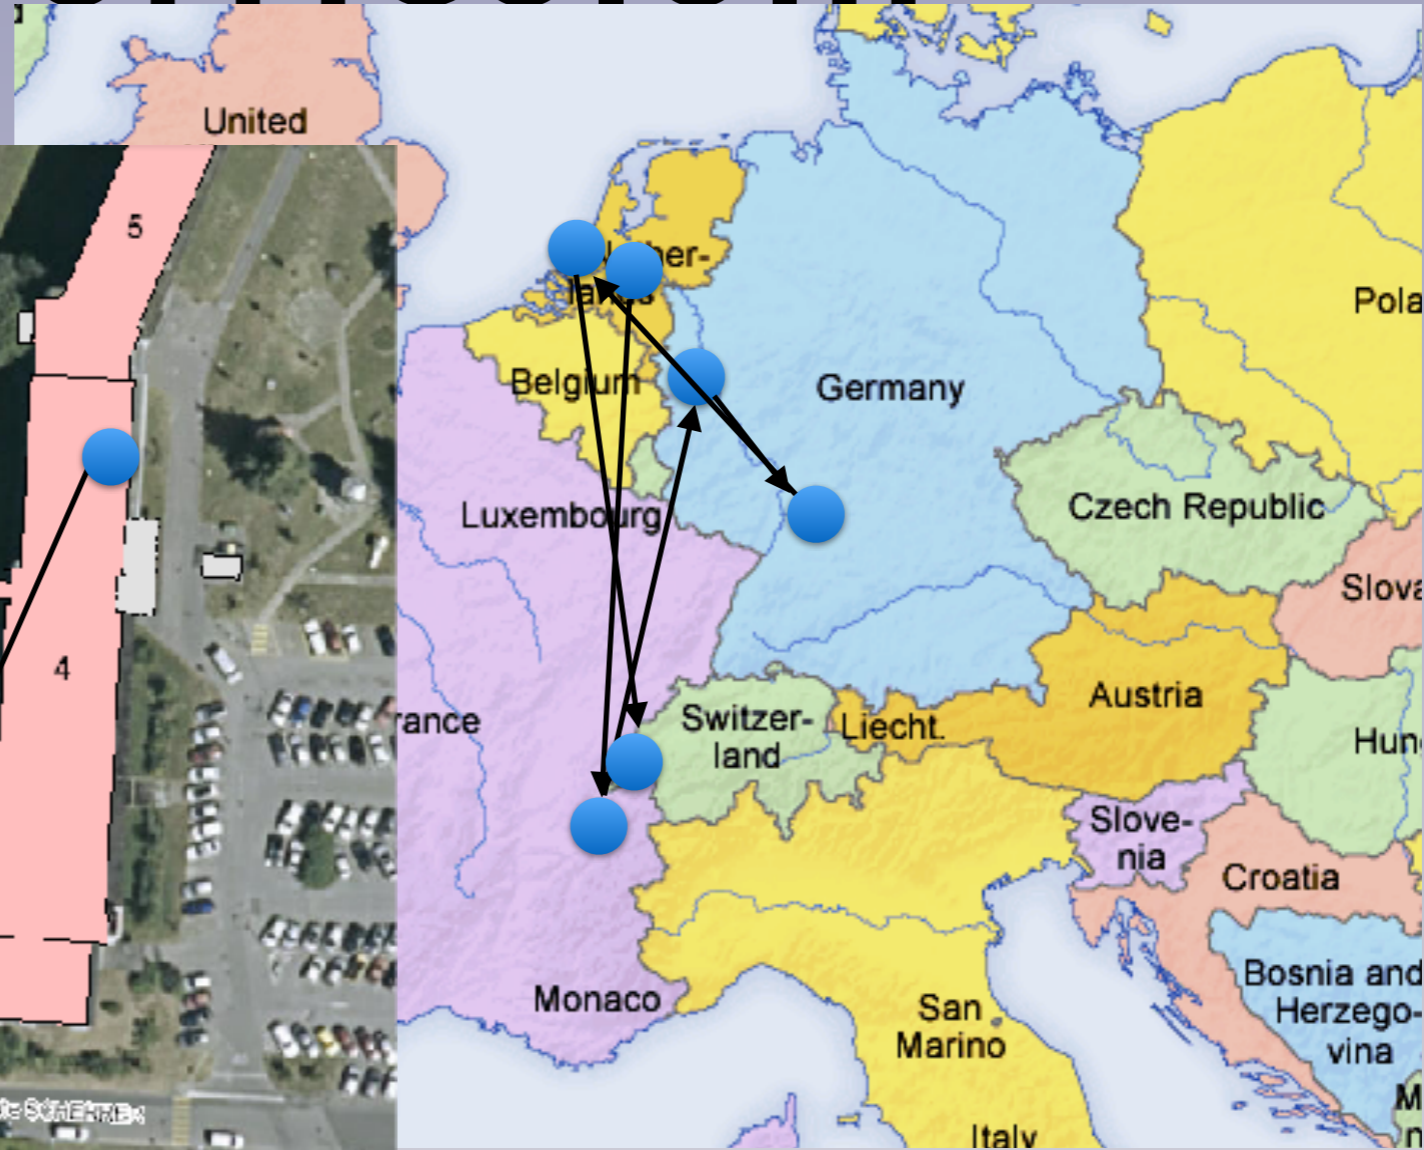 United
5
lands
Pola
Belgium
Germany
Luxembourg
Czech Republic
Slova
4
rance
Switzer-
land
Liecht.
Austria
Hun
Slove-
nia
Croatia
Monaco
San
Marino
Bosnia and
Herzego-
vina
Italy